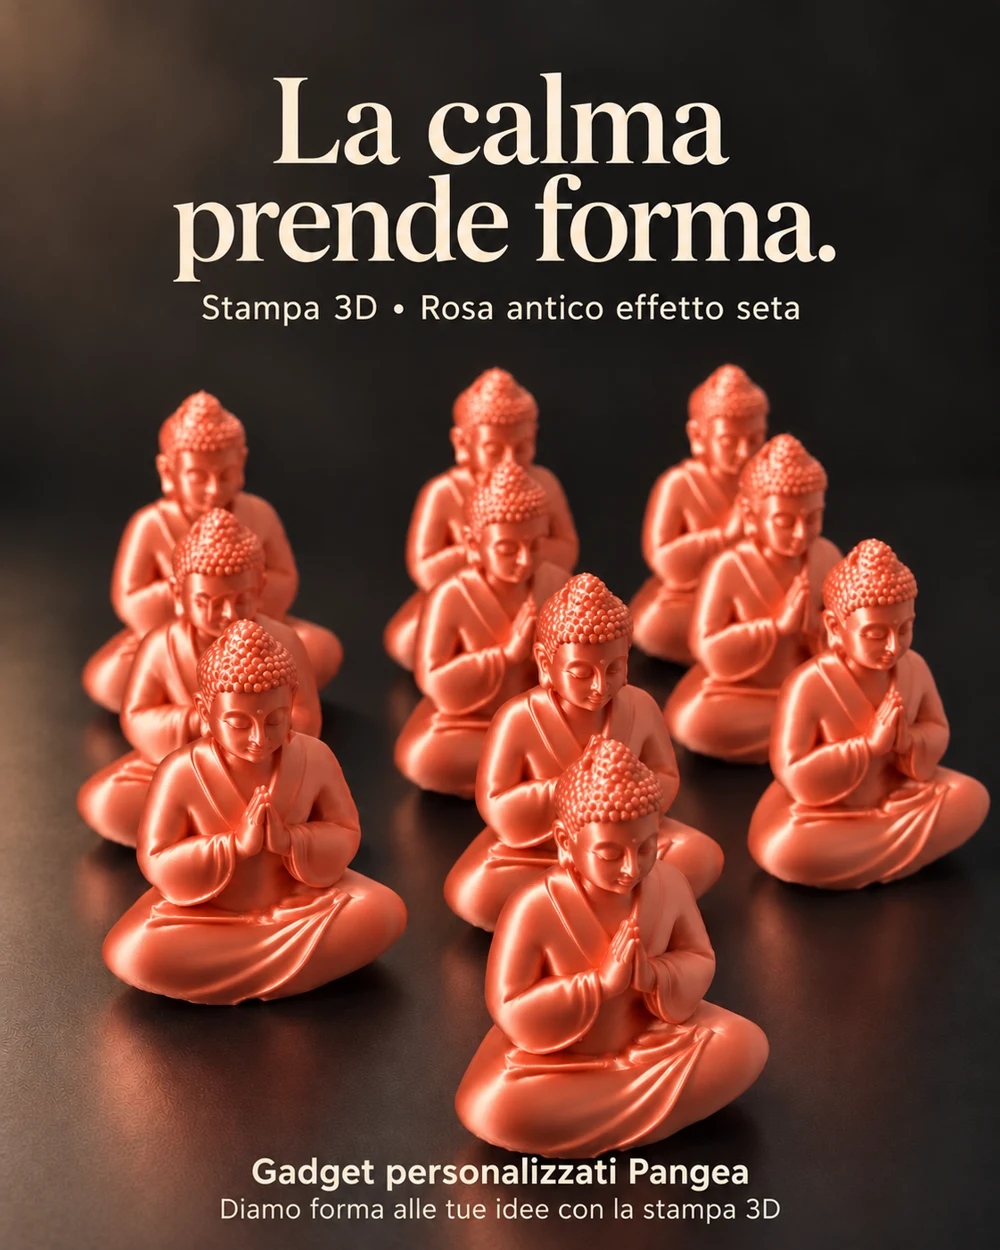 La calma
prende forma.
Stampa 3D • Rosa antico effetto seta
Gadget personalizzati Pangea
Diamo forma alle tue idee con la stampa 3D